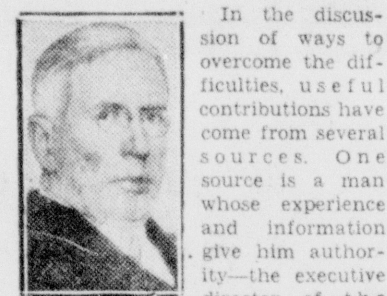 In the discus-
sion of ways to
overcome the dif-
ficulties, useful
contributions have
come from several
sources. One
source is a man
whose experience
and information
give him author-
ity—the executive